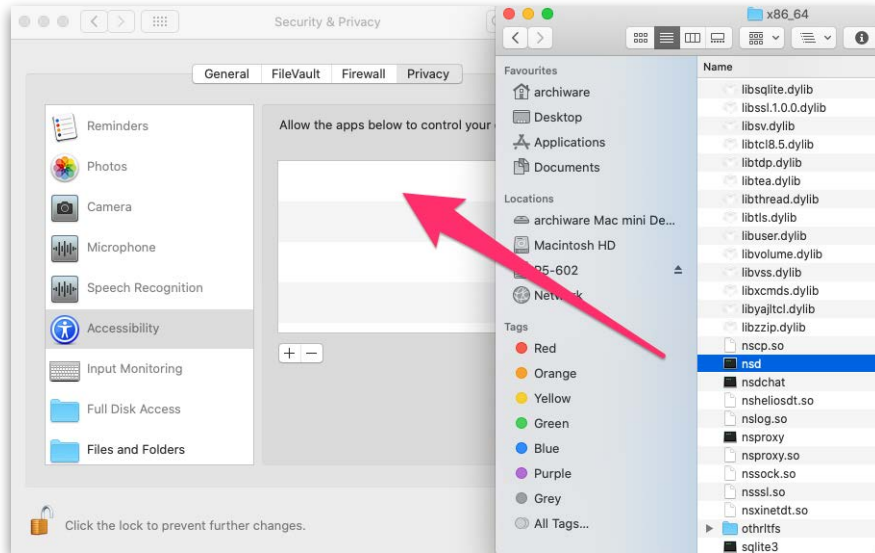 Security & Privacy
General FileVault Firewall Privacy
Reminders
Photos
Camera
Microphone
Speech Recognition
Accessibility
Input Monitoring
Full Disk Access
Files and Folders
Allow the apps below to control your
+ −
Click the lock to prevent further changes.
x86_64
Favourites
archiware
Desktop
Applications
Documents
Locations
archiware Mac mini De...
Macintosh HD
P5-602
Network
Tags
Red
Orange
Yellow
Green
Blue
Purple
Grey
All Tags...
Name
libsqlite.dylib
libssl.1.0.0.dylib
libsv.dylib
libtcl8.5.dylib
libtdp.dylib
libtea.dylib
libthread.dylib
libtls.dylib
libuser.dylib
libvolume.dylib
libvss.dylib
libxcmds.dylib
libyajltcl.dylib
libzzip.dylib
nscp.so
nsd
nsdchat
nsheliosdt.so
nslog.so
nsproxy
nsproxy.so
nssock.so
nsssl.so
nsxinetdt.so
othrltfs
sqlite3